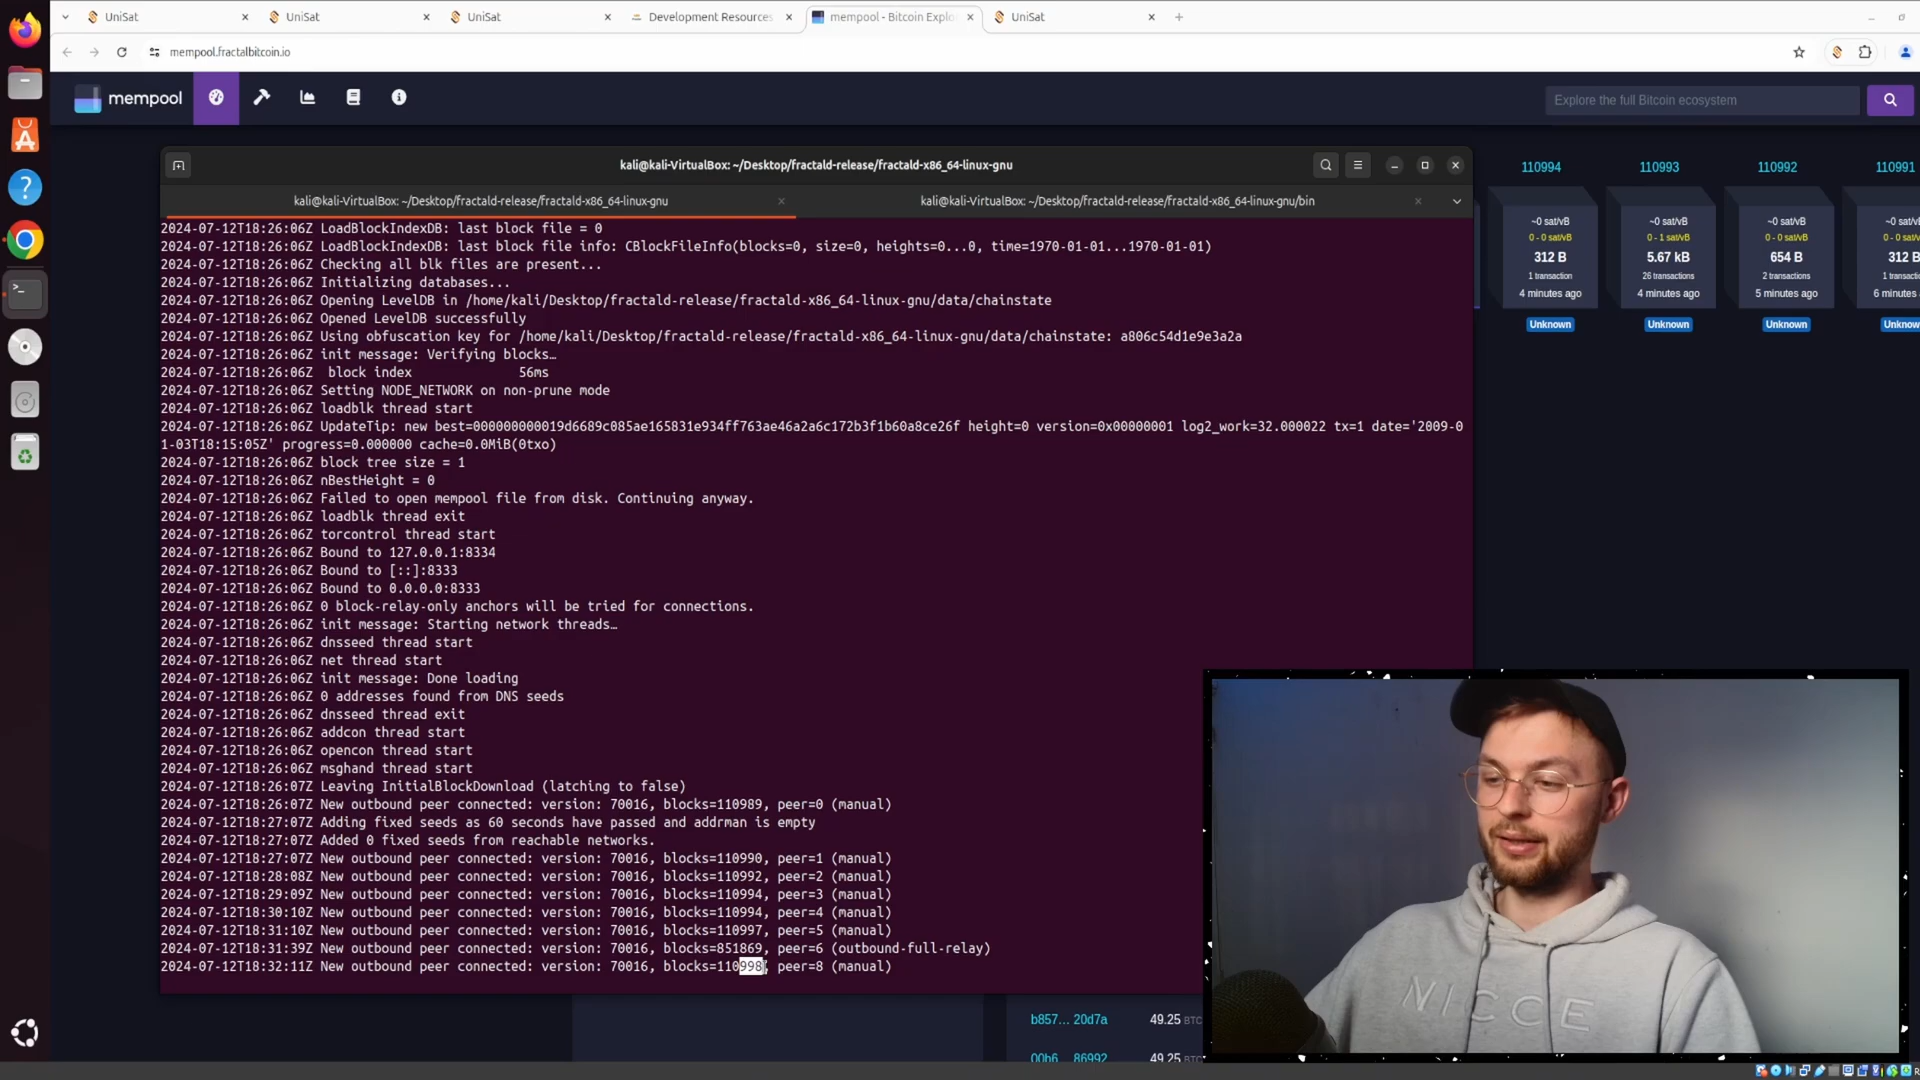 UniSat
UniSat
UniSat
Development Resources
mempool - Bitcoin Explo
UniSat
mempool.fractalbitcoin.io
mempool
Explore the full Bitcoin ecosystem
kali@kali-VirtualBox: ~/Desktop/fractald-release/fractald-x86_64-linux-gnu
kali@kali-VirtualBox: ~/Desktop/fractald-release/fractald-x86_64-linux-gnu
kali@kali-VirtualBox: ~/Desktop/fractald-release/fractald-x86_64-linux-gnu/bin
2024-07-12T18:26:06Z LoadBlockIndexDB: last block file = 0
2024-07-12T18:26:06Z LoadBlockIndexDB: last block file info: CBlockFileInfo(blocks=0, size=0, heights=0...0, time=1970-01-01...1970-01-01)
2024-07-12T18:26:06Z Checking all blk files are present...
2024-07-12T18:26:06Z Initializing databases...
2024-07-12T18:26:06Z Opening LevelDB in /home/kali/Desktop/fractald-release/fractald-x86_64-linux-gnu/data/chainstate
2024-07-12T18:26:06Z Opened LevelDB successfully
2024-07-12T18:26:06Z Using obfuscation key for /home/kali/Desktop/fractald-release/fractald-x86_64-linux-gnu/data/chainstate: a806c54d1e9e3a2a
2024-07-12T18:26:06Z init message: Verifying blocks…
2024-07-12T18:26:06Z  block index             56ms
2024-07-12T18:26:06Z Setting NODE_NETWORK on non-prune mode
2024-07-12T18:26:06Z loadblk thread start
2024-07-12T18:26:06Z UpdateTip: new best=000000000019d6689c085ae165831e934ff763ae46a2a6c172b3f1b60a8ce26f height=0 version=0x00000001 log2_work=32.000022 tx=1 date='2009-0
1-03T18:15:05Z' progress=0.000000 cache=0.0MiB(0txo)
2024-07-12T18:26:06Z block tree size = 1
2024-07-12T18:26:06Z nBestHeight = 0
2024-07-12T18:26:06Z Failed to open mempool file from disk. Continuing anyway.
2024-07-12T18:26:06Z loadblk thread exit
2024-07-12T18:26:06Z torcontrol thread start
2024-07-12T18:26:06Z Bound to 127.0.0.1:8334
2024-07-12T18:26:06Z Bound to [::]:8333
2024-07-12T18:26:06Z Bound to 0.0.0.0:8333
2024-07-12T18:26:06Z 0 block-relay-only anchors will be tried for connections.
2024-07-12T18:26:06Z init message: Starting network threads…
2024-07-12T18:26:06Z dnsseed thread start
2024-07-12T18:26:06Z net thread start
2024-07-12T18:26:06Z init message: Done loading
2024-07-12T18:26:06Z 0 addresses found from DNS seeds
2024-07-12T18:26:06Z dnsseed thread exit
2024-07-12T18:26:06Z addcon thread start
2024-07-12T18:26:06Z opencon thread start
2024-07-12T18:26:06Z msghand thread start
2024-07-12T18:26:07Z Leaving InitialBlockDownload (latching to false)
2024-07-12T18:26:07Z New outbound peer connected: version: 70016, blocks=110989, peer=0 (manual)
2024-07-12T18:27:07Z Adding fixed seeds as 60 seconds have passed and addrman is empty
2024-07-12T18:27:07Z Added 0 fixed seeds from reachable networks.
2024-07-12T18:27:07Z New outbound peer connected: version: 70016, blocks=110990, peer=1 (manual)
2024-07-12T18:28:08Z New outbound peer connected: version: 70016, blocks=110992, peer=2 (manual)
2024-07-12T18:29:09Z New outbound peer connected: version: 70016, blocks=110994, peer=3 (manual)
2024-07-12T18:30:10Z New outbound peer connected: version: 70016, blocks=110994, peer=4 (manual)
2024-07-12T18:31:10Z New outbound peer connected: version: 70016, blocks=110997, peer=5 (manual)
2024-07-12T18:31:39Z New outbound peer connected: version: 70016, blocks=851869, peer=6 (outbound-full-relay)
2024-07-12T18:32:11Z New outbound peer connected: version: 70016, blocks=110998, peer=8 (manual)
110994
~0 sat/vB
0 - 0 sat/vB
312 B
1 transaction
4 minutes ago
Unknown
110993
~0 sat/vB
0 - 1 sat/vB
5.67 kB
26 transactions
4 minutes ago
Unknown
110992
~0 sat/vB
0 - 0 sat/vB
654 B
2 transactions
5 minutes ago
Unknown
110991
~0 sat/vB
0 - 0 sat/v
312 B
1 transact
6 minutes
Unknow
b857... 20d7a 49.25 BTC
00b6... 86992 49.25 BTC
NICCE